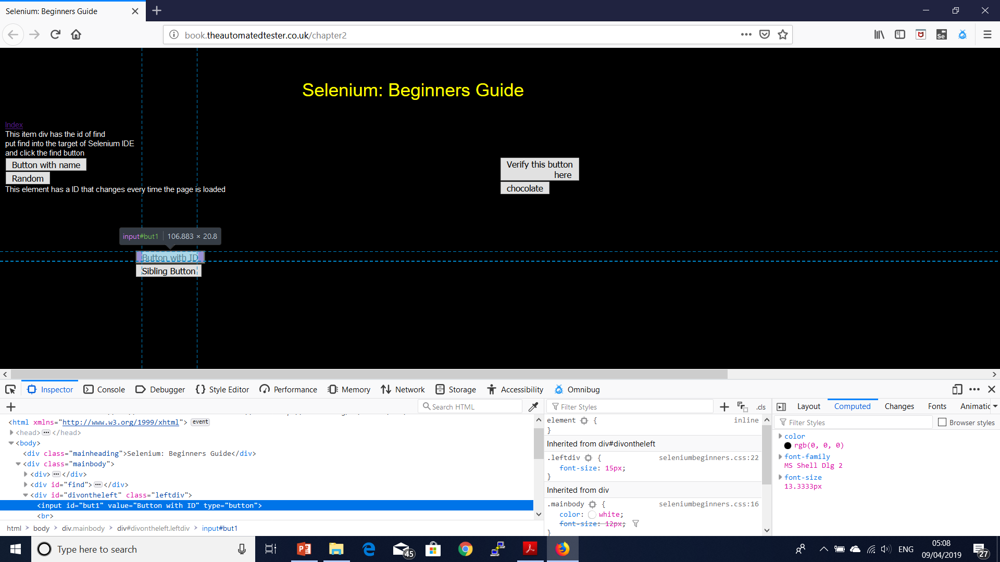 Selenium: Beginners Guide
book.theautomatedtester.co.uk/chapter2
Se
Selenium: Beginners Guide
Index
This item div has the id of find
put find into the target of Selenium IDE
and click the find button
Button with name
Random
This element has a ID that changes every time the page is loaded
Verify this button
here
chocolate
input#but1 106.883 × 20.8
Button with ID
Sibling Button
Inspector Console Debugger Style Editor Performance Memory Network Storage Accessibility Omnibug
Search HTML
<html xmlns="http://www.w3.org/1999/xhtml"> event
<head>···</head>
<body>
<div class="mainheading">Selenium: Beginners Guide</div>
<div class="mainbody">
<div>···</div>
<div id="find">···</div>
<div id="divontheleft" class="leftdiv">
<input id="but1" value="Button with ID" type="button">
<br>
html > body > div.mainbody > div#divontheleft.leftdiv > input#but1
Filter Styles .cls
element { inline
}
Inherited from div#divontheleft
.leftdiv { seleniumbeginners.css:22
font-size: 15px;
}
Inherited from div
.mainbody { seleniumbeginners.css:16
color: white;
font-size: 12px;
}
Layout Computed Changes Fonts Animatic
Filter Styles Browser styles
color
rgb(0, 0, 0)
font-family
MS Shell Dlg 2
font-size
13.3333px
Type here to search
45
ENG
05:08
09/04/2019
27